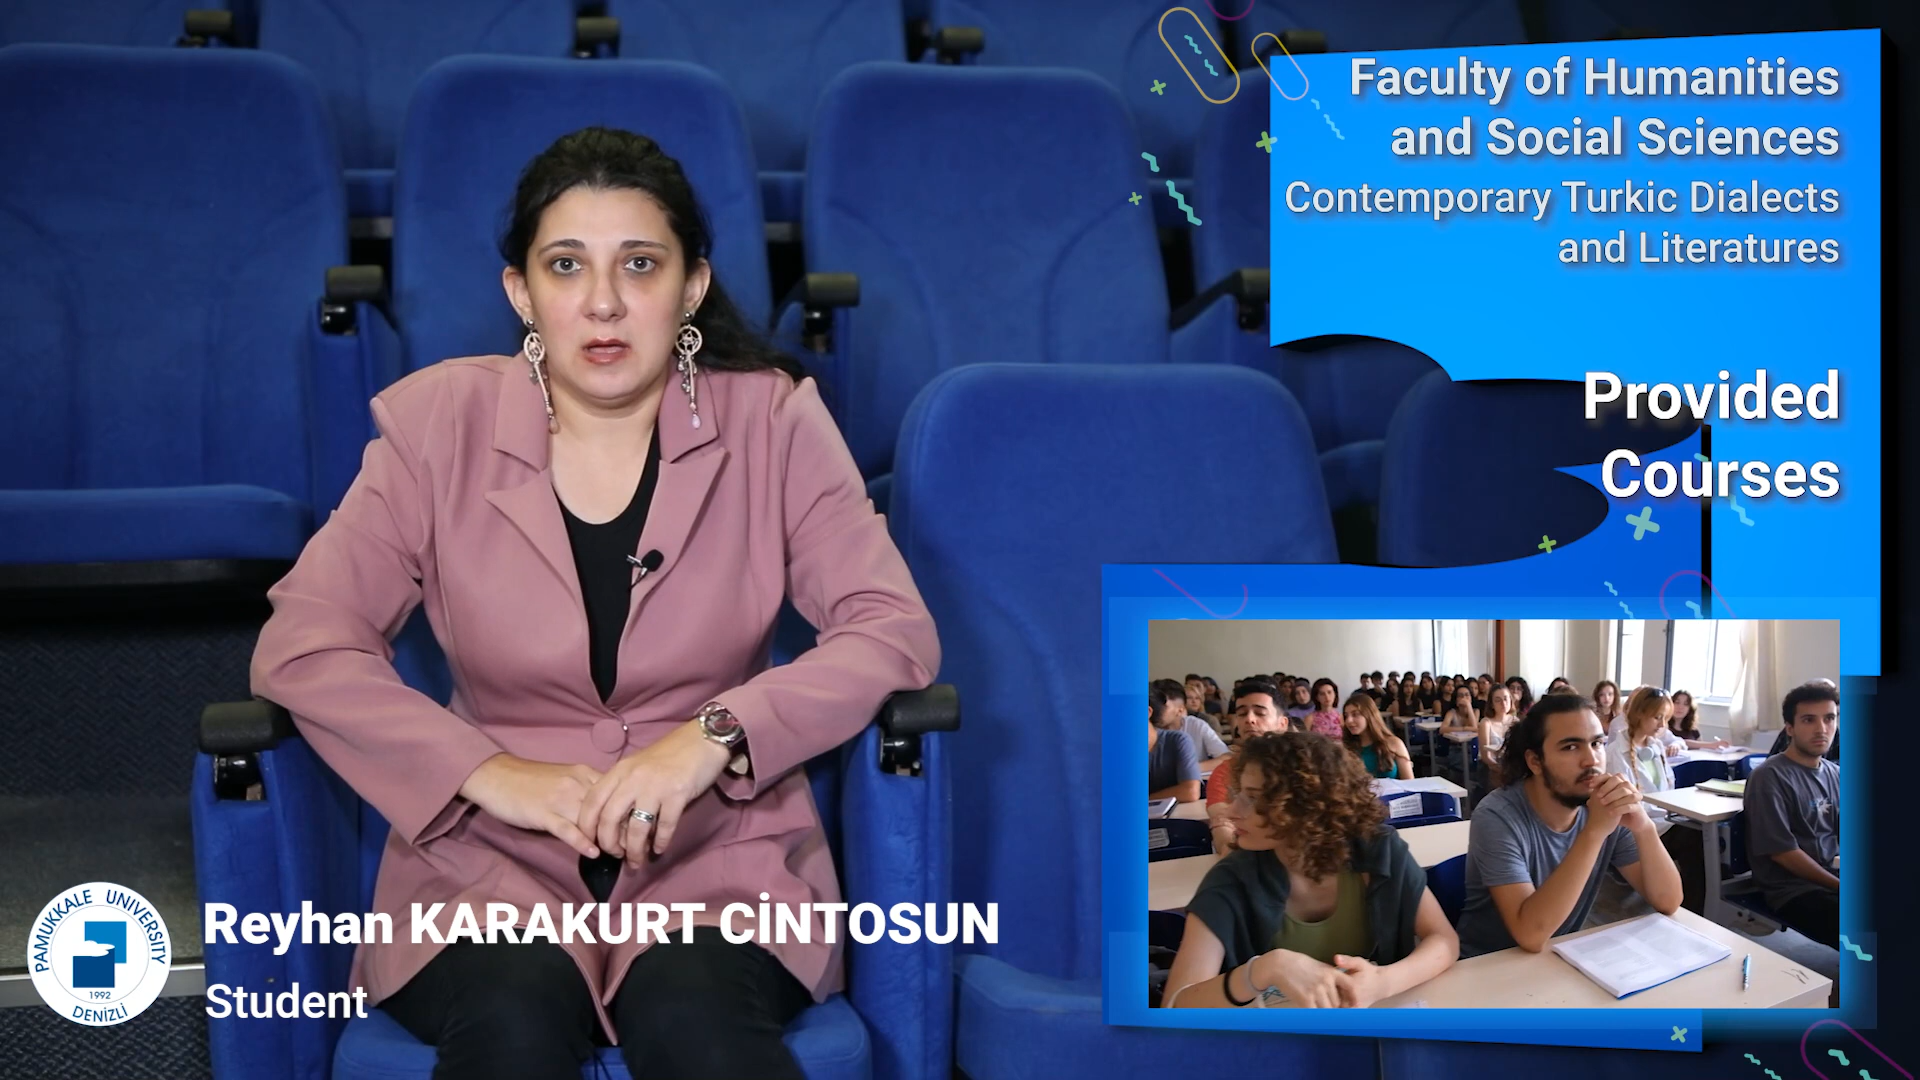 Faculty of Humanities
and Social Sciences
Contemporary Turkic Dialects
and Literatures
Provided
Courses
Reyhan KARAKURT CİNTOSUN
Student
PAMUKKALE UNIVERSITY
1992
DENİZLİ